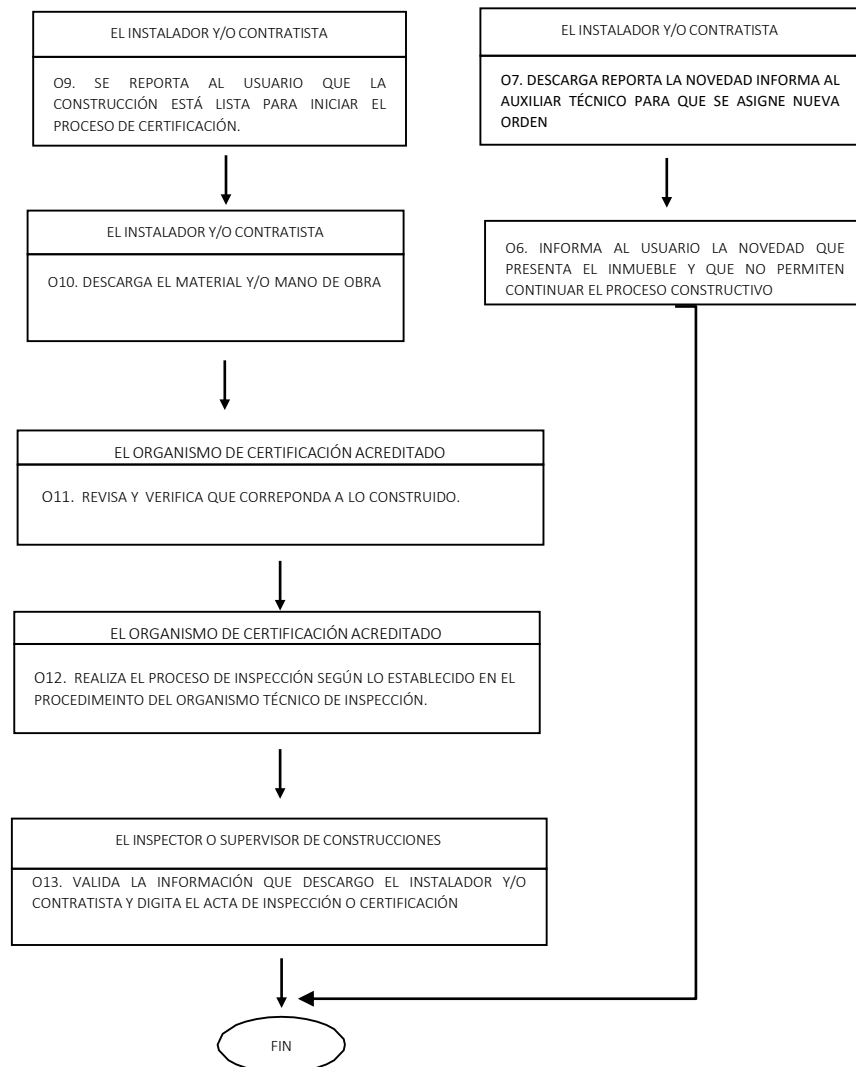 EL INSTALADOR Y/O CONTRATISTA
O9. SE REPORTA AL USUARIO QUE LA
CONSTRUCCIÓN ESTÁ LISTA PARA INICIAR EL
PROCESO DE CERTIFICACIÓN.
EL INSTALADOR Y/O CONTRATISTA
O7. DESCARGA REPORTA LA NOVEDAD INFORMA AL
AUXILIAR TÉCNICO PARA QUE SE ASIGNE NUEVA
ORDEN
EL INSTALADOR Y/O CONTRATISTA
O10. DESCARGA EL MATERIAL Y/O MANO DE OBRA
O6. INFORMA AL USUARIO LA NOVEDAD QUE
PRESENTA EL INMUEBLE Y QUE NO PERMITEN
CONTINUAR EL PROCESO CONSTRUCTIVO
EL ORGANISMO DE CERTIFICACIÓN ACREDITADO
O11. REVISA Y VERIFICA QUE CORREPONDA A LO CONSTRUIDO.
EL ORGANISMO DE CERTIFICACIÓN ACREDITADO
O12. REALIZA EL PROCESO DE INSPECCIÓN SEGÚN LO ESTABLECIDO EN EL
PROCEDIMEINTO DEL ORGANISMO TÉCNICO DE INSPECCIÓN.
EL INSPECTOR O SUPERVISOR DE CONSTRUCCIONES
O13. VALIDA LA INFORMACIÓN QUE DESCARGO EL INSTALADOR Y/O
CONTRATISTA Y DIGITA EL ACTA DE INSPECCIÓN O CERTIFICACIÓN
FIN